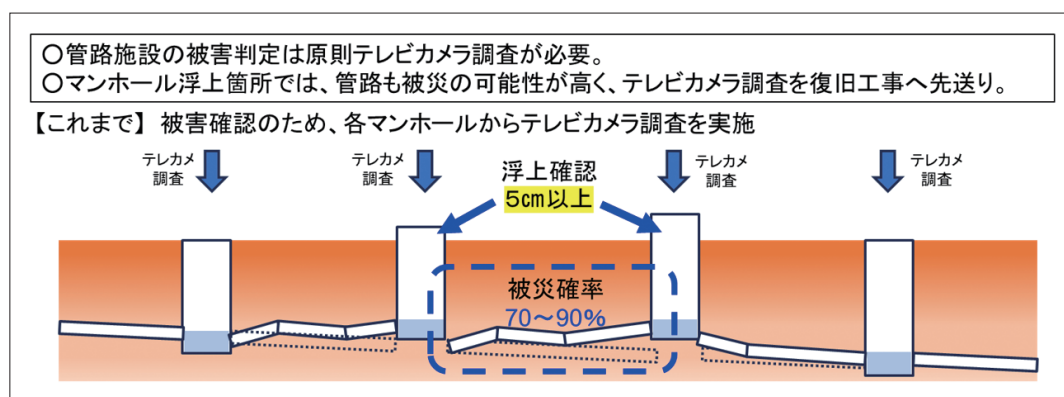 〇管路施設の被害判定は原則テレビカメラ調査が必要。
〇マンホール浮上箇所では、管路も被災の可能性が高く、テレビカメラ調査を復旧工事へ先送り。
【これまで】 被害確認のため、各マンホールからテレビカメラ調査を実施
テレカメ
調査
テレカメ
調査
浮上確認
5㎝以上
テレカメ
調査
テレカメ
調査
被災確率
70～90%